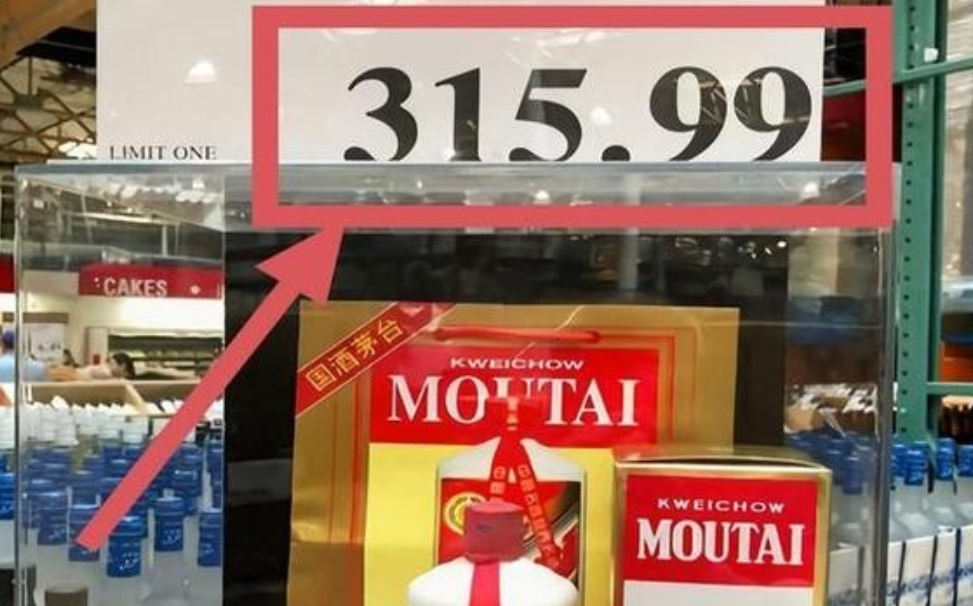 315.99
LIMIT ONE
CAKES
国酒茅台
KWEICHOW
MOUTAI
KWEICHOW
MOUTAI